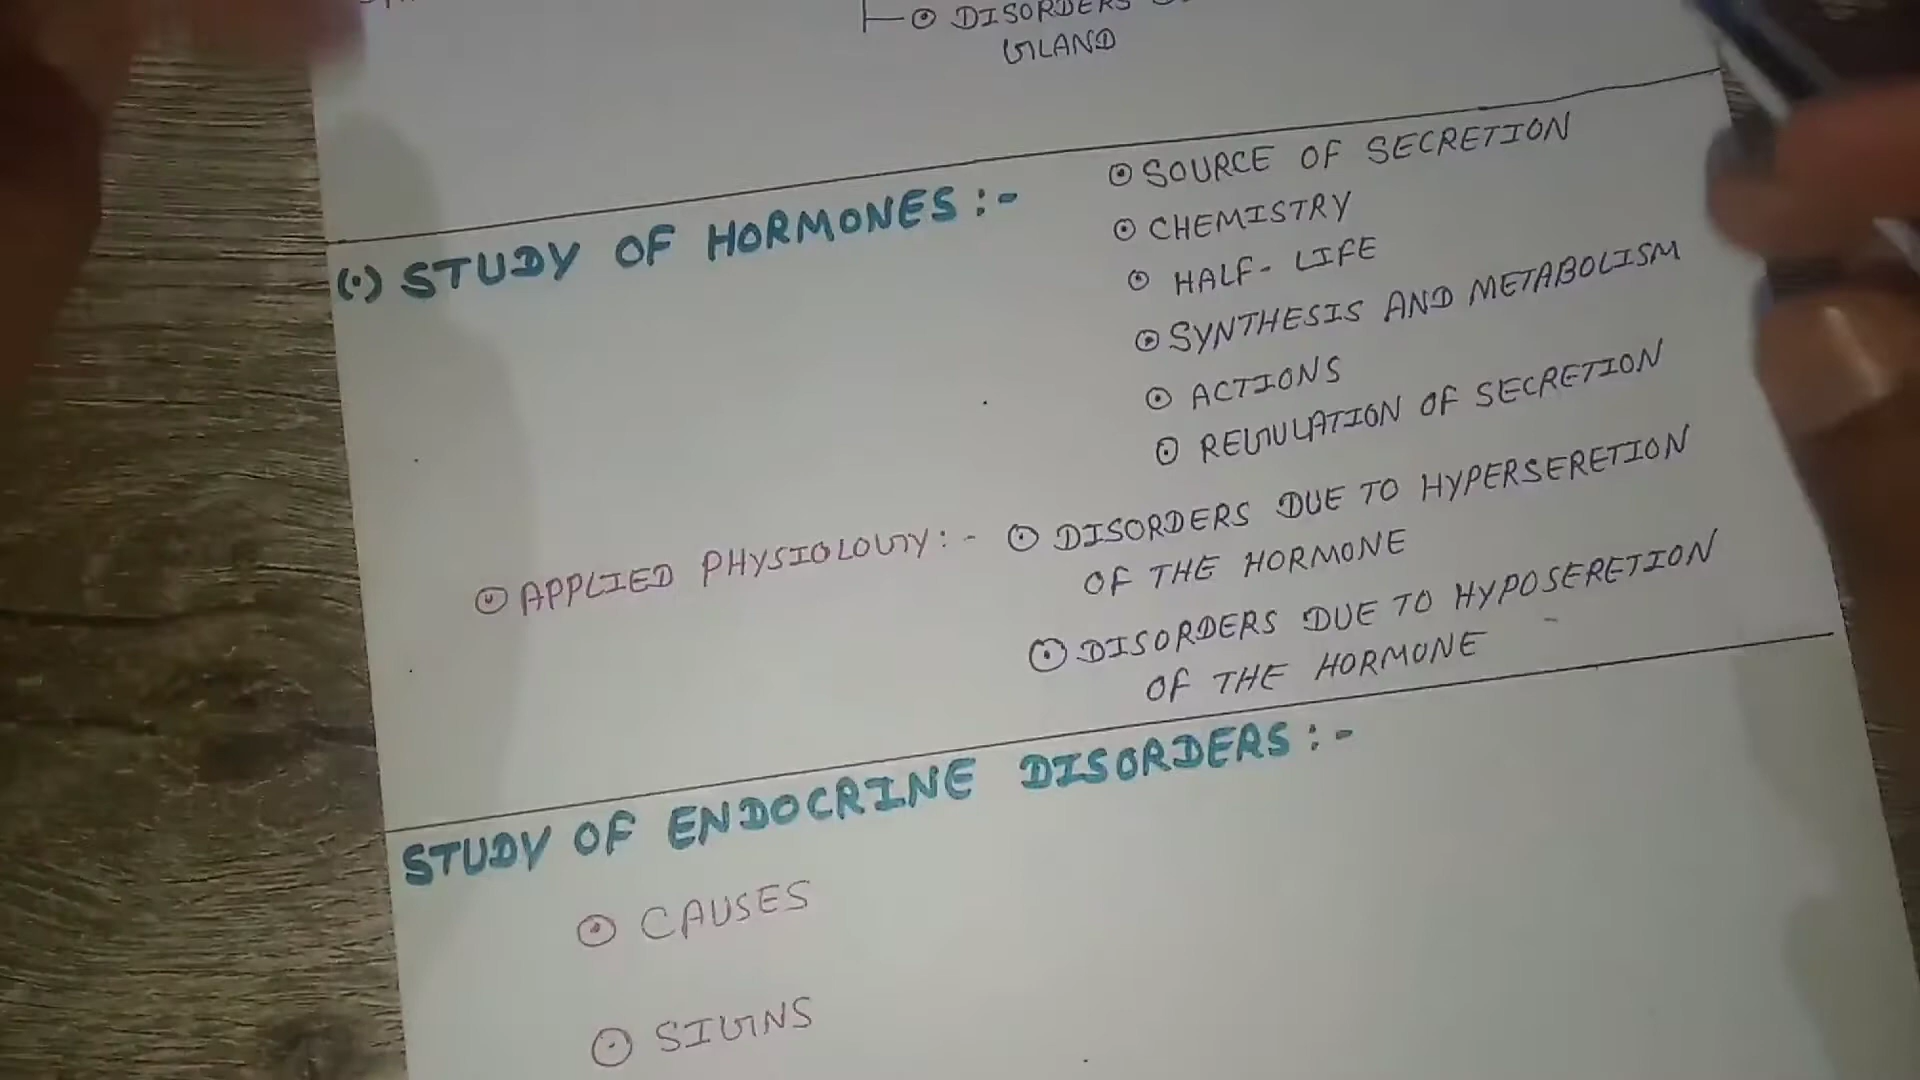 ⊙ DISORDERS
GLAND
(•) STUDY OF HORMONES :-
⊙ SOURCE OF SECRETION
⊙ CHEMISTRY
⊙ HALF- LIFE
⊙ SYNTHESIS AND METABOLISM
⊙ ACTIONS
⊙ REGULATION OF SECRETION
⊙ APPLIED PHYSIOLOGY :- ⊙ DISORDERS DUE TO HYPERSERETION
OF THE HORMONE
⊙ DISORDERS DUE TO HYPOSERETION
OF THE HORMONE
STUDY OF ENDOCRINE DISORDERS :-
⊙ CAUSES
⊙ SIGNS